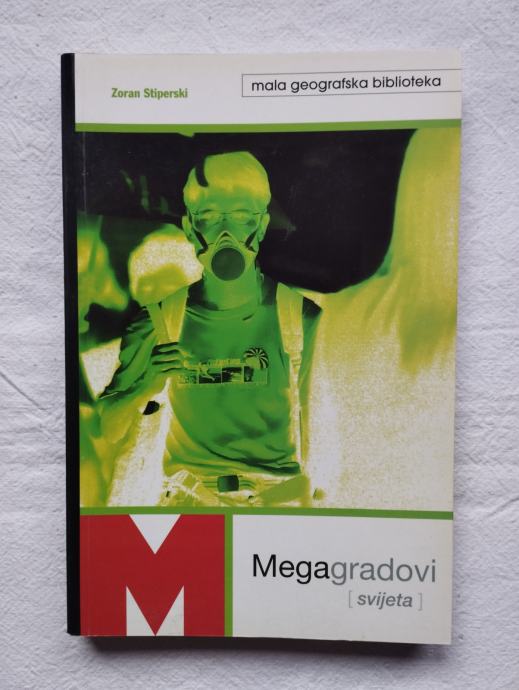 Zoran Stiperski
mala geografska biblioteka
M
Megagradovi
[ svijeta ]